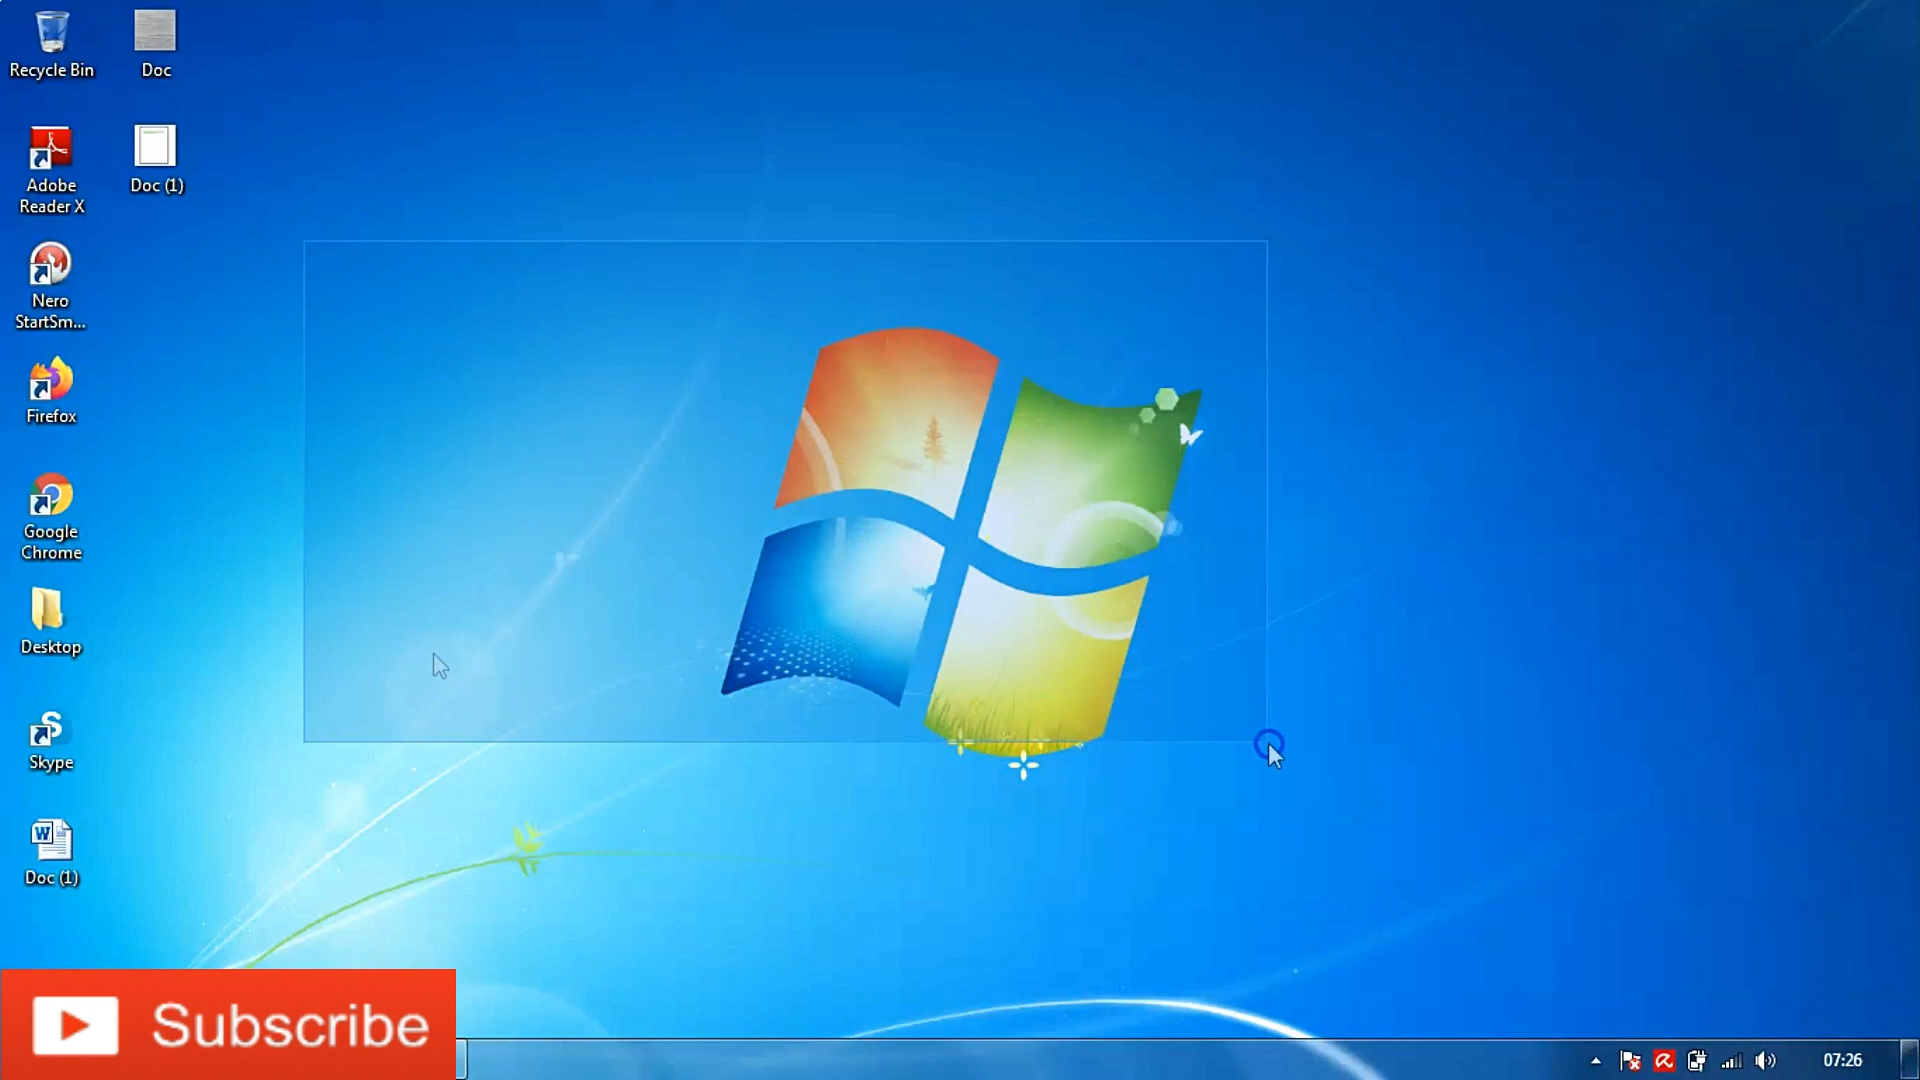 Recycle Bin
Doc
Adobe
Reader X
Doc (1)
Nero
StartSm...
Firefox
Google
Chrome
Desktop
S
Skype
W
Doc (1)
Subscribe
07:26